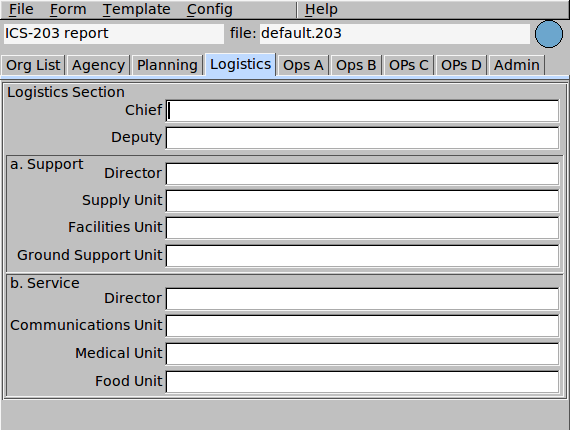 File Form Template Config Help
ICS-203 report file: default.203
Org List Agency Planning Logistics Ops A Ops B OPs C OPs D Admin
Logistics Section
Chief
Deputy
a. Support
Director
Supply Unit
Facilities Unit
Ground Support Unit
b. Service
Director
Communications Unit
Medical Unit
Food Unit